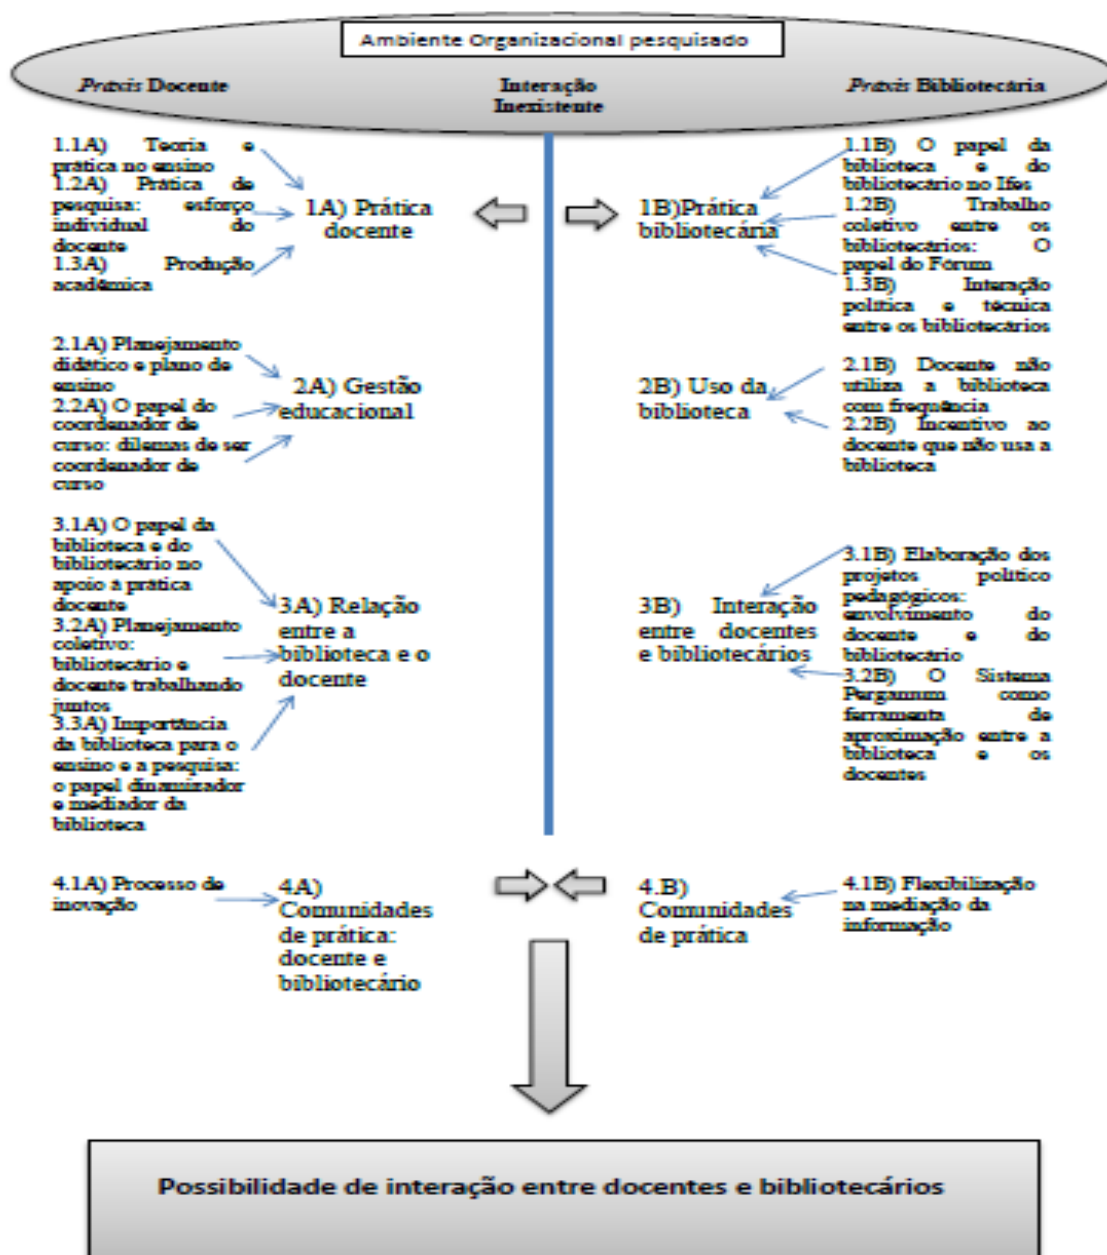 Ambiente Organizacional pesquisado
Práxis Docente
Interação
Inexistente
Práxis Bibliotecária
1.1A) Teoria e
prática no ensino
1.2A) Prática de
pesquisa: esforço
individual do
docente
1.3A) Produção
acadêmica
1A) Prática
docente
1B)Prática
bibliotecária
1.1B) O papel da
biblioteca e do
bibliotecário no Ifes
1.2B) Trabalho
coletivo entre os
bibliotecários: O
papel do Fórum
1.3B) Interação
política e técnica
entre os bibliotecários
2.1A) Planejamento
didático e plano de
ensino
2.2A) O papel do
coordenador de
curso: dilemas de ser
coordenador de
curso
2A) Gestão
educacional
2B) Uso da
biblioteca
2.1B) Docente não
utiliza a biblioteca
com frequência
2.2B) Incentivo ao
docente que não usa a
biblioteca
3.1A) O papel da
biblioteca e do
bibliotecário no
apoio à prática
docente
3.2A) Planejamento
coletivo:
bibliotecário e
docente trabalhando
juntos
3.3A) Importância
da biblioteca para o
ensino e a pesquisa:
o papel dinamizador
e mediador da
biblioteca
3A) Relação
entre a
biblioteca e o
docente
3B) Interação
entre docentes
e bibliotecários
3.1B) Elaboração dos
projetos político
pedagógicos:
envolvimento do
docente e do
bibliotecário
3.2B) O Sistema
Pergamum como
ferramenta de
aproximação entre a
biblioteca e os
docentes
4.1A) Processo de
inovação
4A)
Comunidades
de prática:
docente e
bibliotecário
4.B)
Comunidades
de prática
4.1B) Flexibilização
na mediação da
informação
Possibilidade de interação entre docentes e bibliotecários